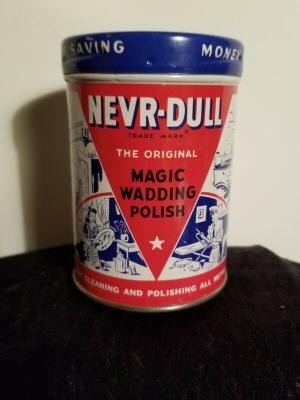 SAVING MONEY
NEVR-DULL
TRADE MARK
THE ORIGINAL
MAGIC
WADDING
POLISH
CLEANING AND POLISHING ALL